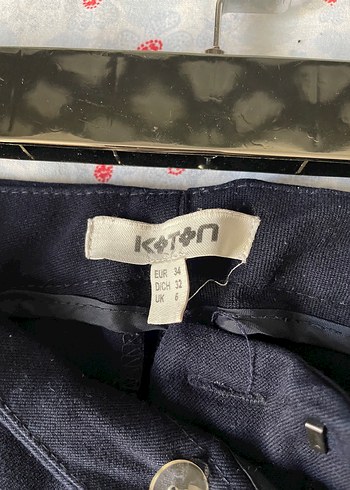 KOTON
EUR 34
D/CH 32
UK 6